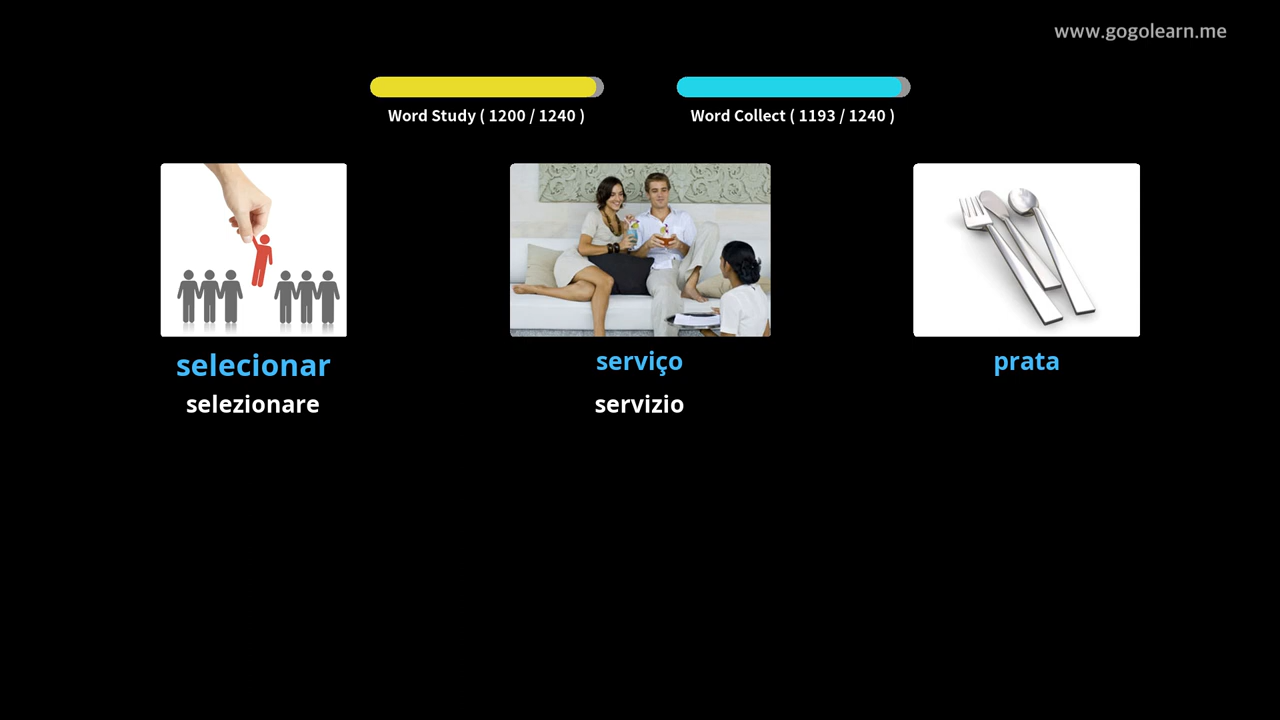 www.gogolearn.me
Word Study ( 1200 / 1240 )
Word Collect ( 1193 / 1240 )
selecionar
selezionare
serviço
servizio
prata